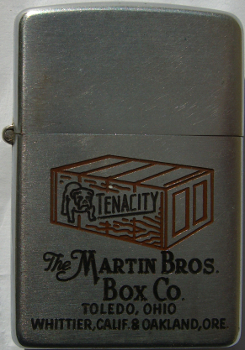 TENACITY
The MARTIN BROS.
BOX CO.
TOLEDO, OHIO
WHITTIER, CALIF. & OAKLAND, ORE.